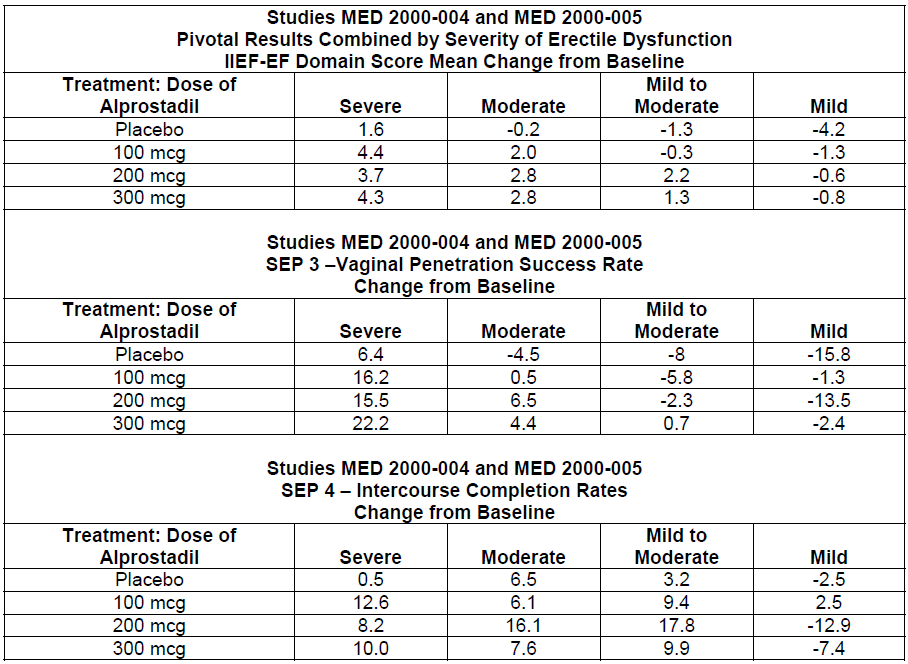 Studies MED 2000-004 and MED 2000-005
Pivotal Results Combined by Severity of Erectile Dysfunction
IIEF-EF Domain Score Mean Change from Baseline
Treatment: Dose of Alprostadil Severe Moderate Mild to Moderate Mild
Placebo 1.6 -0.2 -1.3 -4.2
100 mcg 4.4 2.0 -0.3 -1.3
200 mcg 3.7 2.8 2.2 -0.6
300 mcg 4.3 2.8 1.3 -0.8
Studies MED 2000-004 and MED 2000-005
SEP 3 –Vaginal Penetration Success Rate
Change from Baseline
Treatment: Dose of Alprostadil Severe Moderate Mild to Moderate Mild
Placebo 6.4 -4.5 -8 -15.8
100 mcg 16.2 0.5 -5.8 -1.3
200 mcg 15.5 6.5 -2.3 -13.5
300 mcg 22.2 4.4 0.7 -2.4
Studies MED 2000-004 and MED 2000-005
SEP 4 – Intercourse Completion Rates
Change from Baseline
Treatment: Dose of Alprostadil Severe Moderate Mild to Moderate Mild
Placebo 0.5 6.5 3.2 -2.5
100 mcg 12.6 6.1 9.4 2.5
200 mcg 8.2 16.1 17.8 -12.9
300 mcg 10.0 7.6 9.9 -7.4